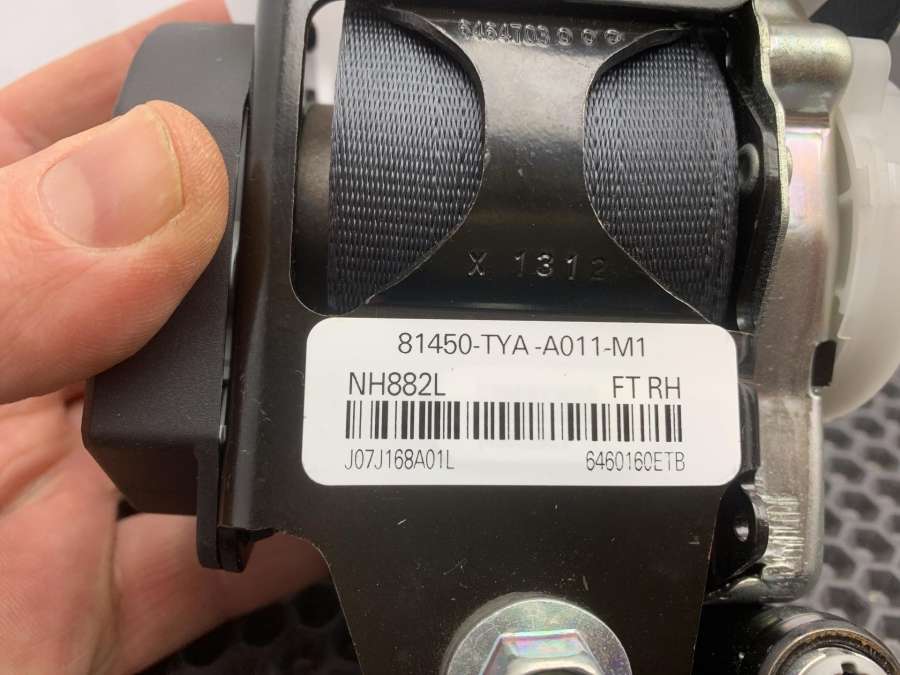 6464703
X 1312
81450-TYA -A011-M1
NH882L FT RH
J07J168A01L 6460160ETB